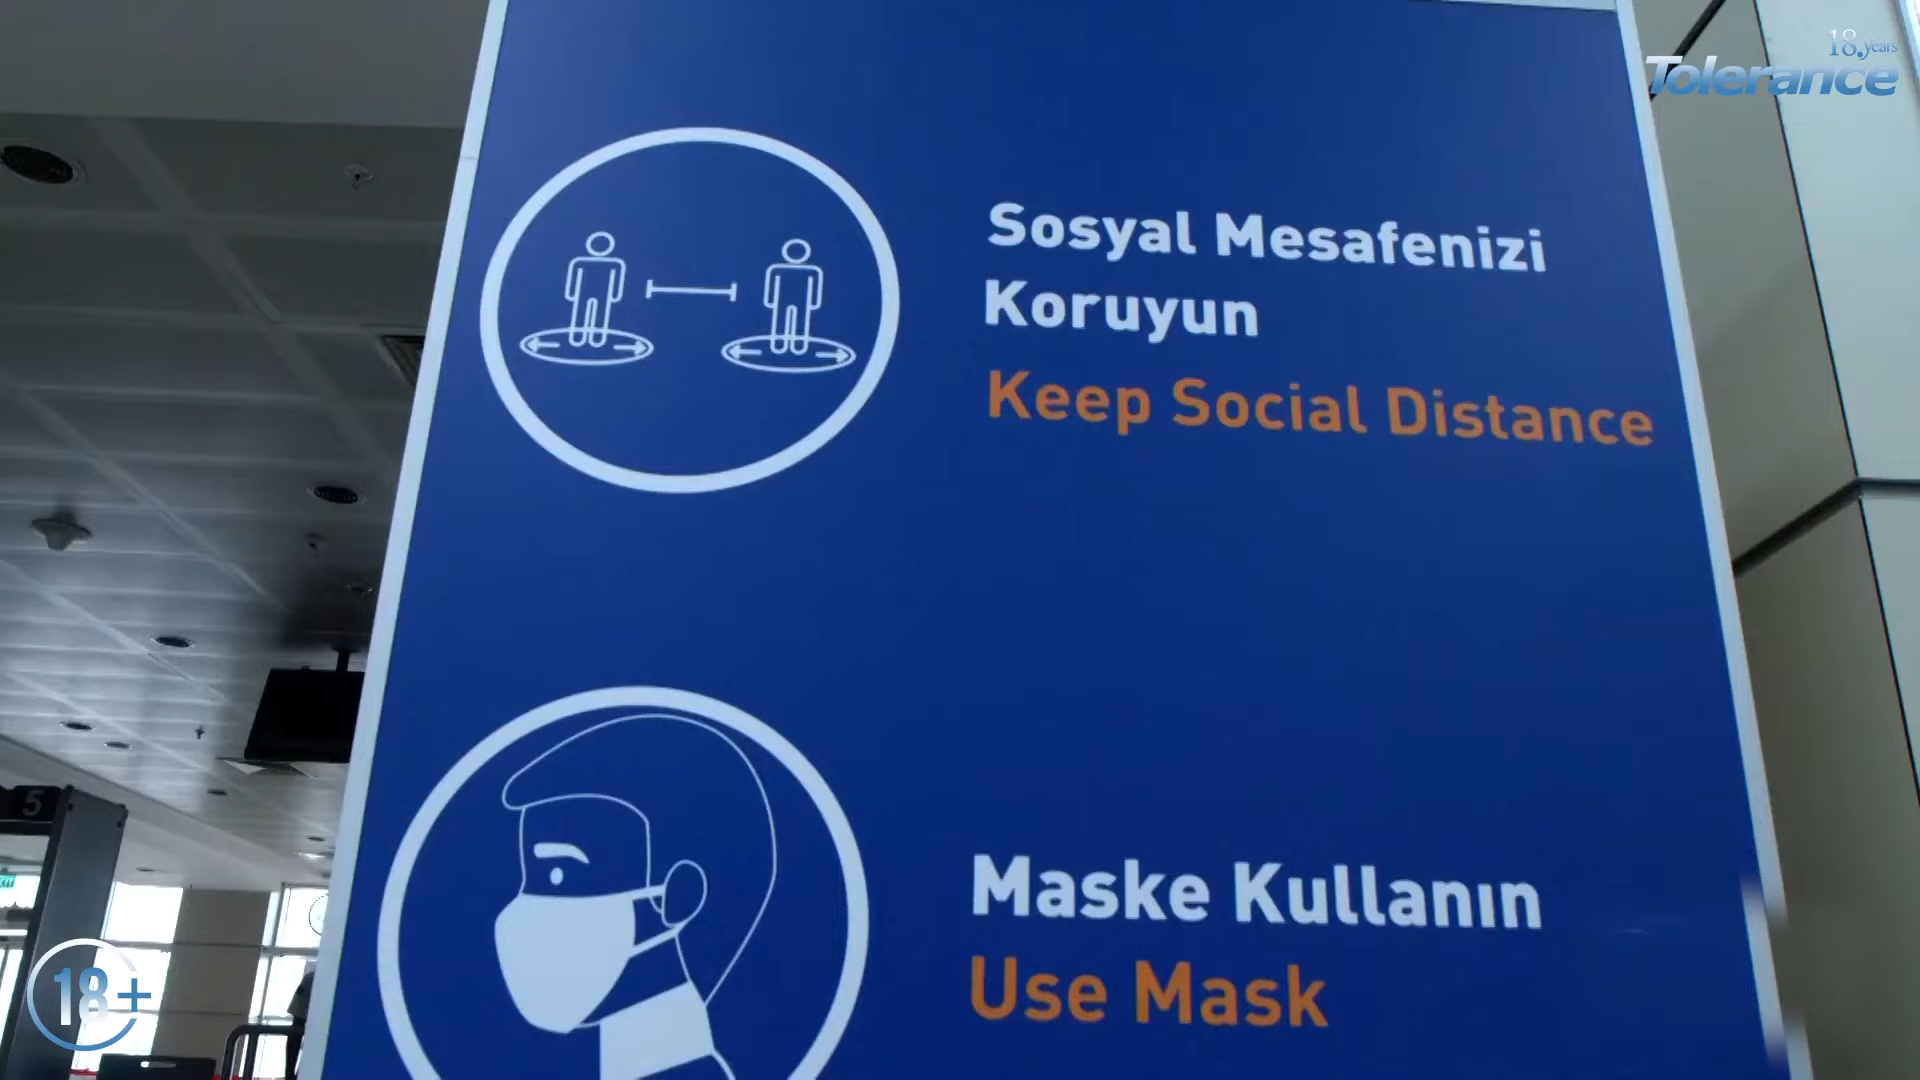 18 years
Tolerance
Sosyal Mesafenizi
Koruyun
Keep Social Distance
Maske Kullanın
Use Mask
5
18+